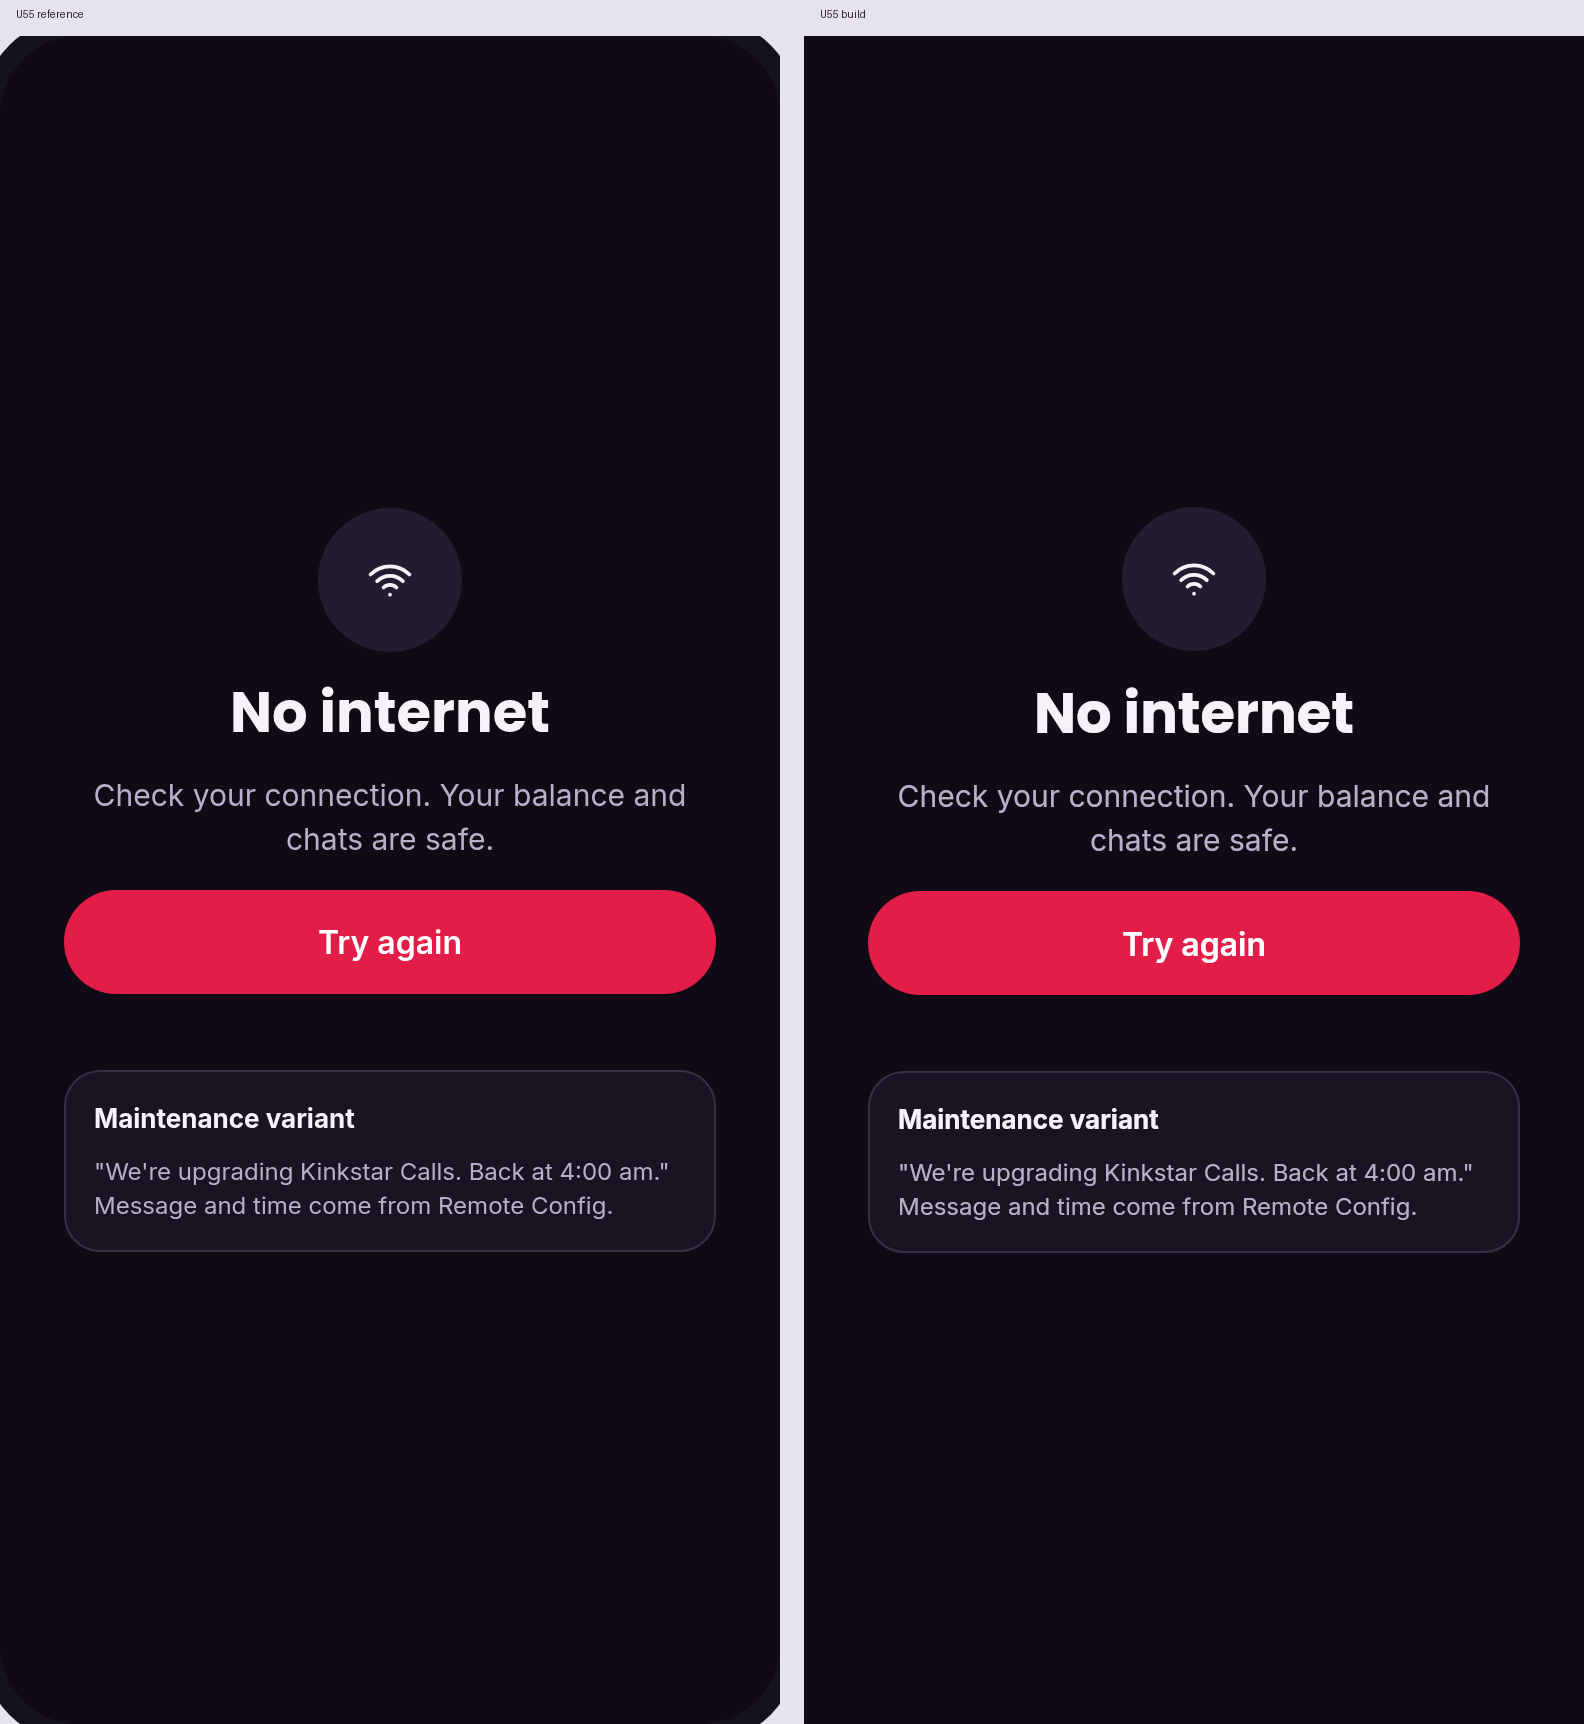 U55 reference
U55 build
No internet
Check your connection. Your balance and
chats are safe.
Try again
Maintenance variant
"We're upgrading Kinkstar Calls. Back at 4:00 am."
Message and time come from Remote Config.
No internet
Check your connection. Your balance and
chats are safe.
Try again
Maintenance variant
"We're upgrading Kinkstar Calls. Back at 4:00 am."
Message and time come from Remote Config.